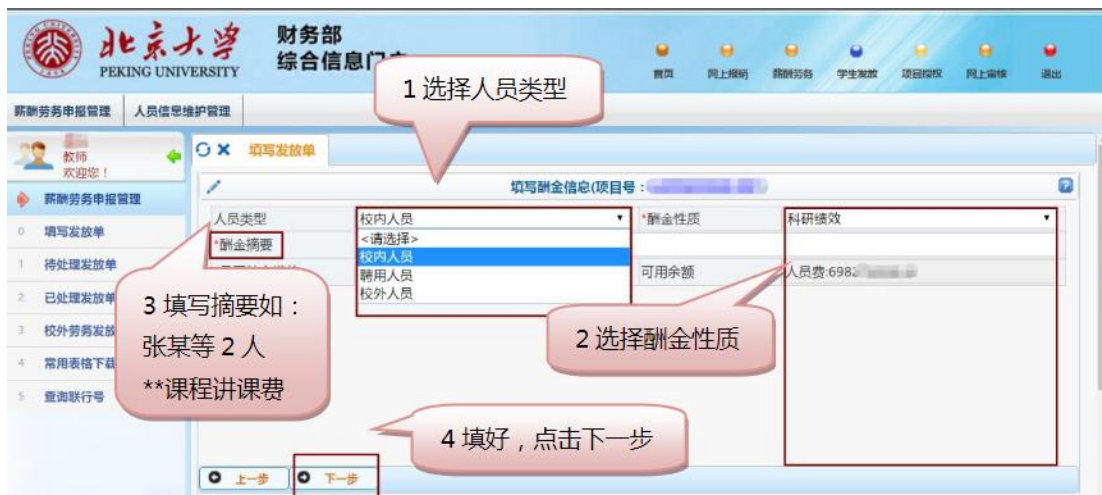 北京大学
PEKING UNIVERSITY
财务部
综合信息门
首页
网上报销
薪酬劳务
学生发放
项目授权
网上审核
退出
薪酬劳务申报管理
人员信息维护管理
1 选择人员类型
教师
欢迎您！
填写发放单
薪酬劳务申报管理
0 填写发放单
1 待处理发放单
2 已处理发放单
3 校外劳务发放
4 常用表格下载
5 查询联行号
填写酬金信息(项目号：
人员类型
校内人员
*酬金性质
科研绩效
*酬金摘要
<请选择>
校内人员
聘用人员
校外人员
可用余额
人员费:698
3 填写摘要如：
张某等 2 人
**课程讲课费
2 选择酬金性质
4 填好，点击下一步
上一步
下一步